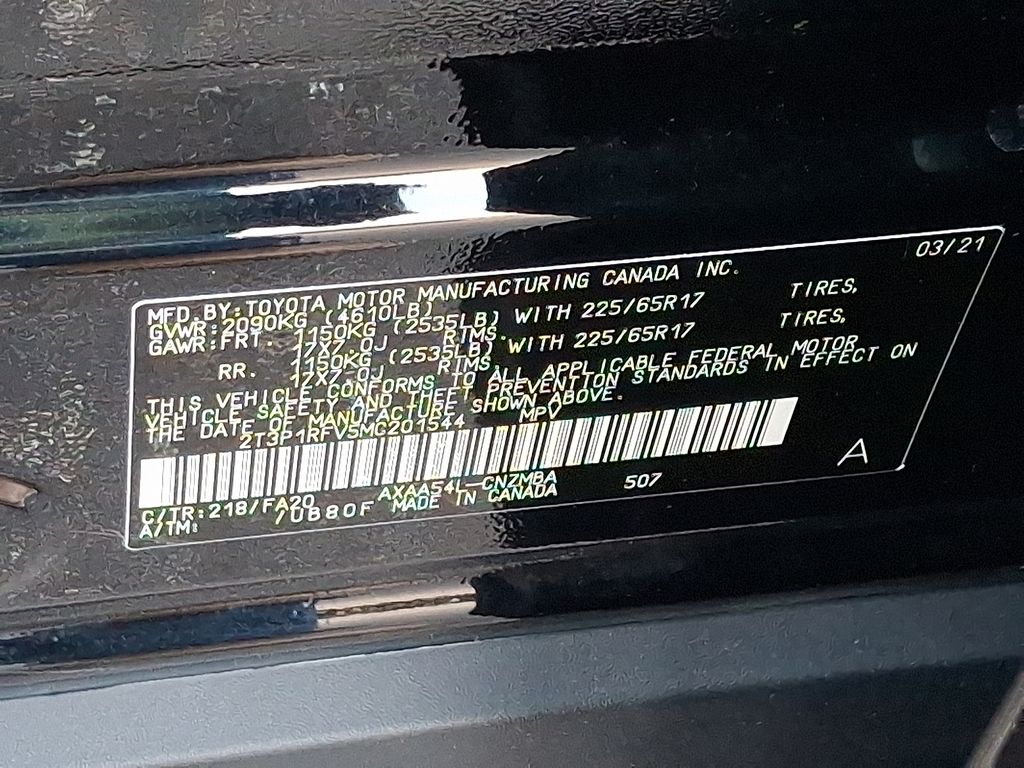 MFD.BY:TOYOTA MOTOR MANUFACTURING CANADA INC. 03/21
GVWR:2090KG (4610LB)
GAWR:FRT. 1150KG (2535LB) WITH 225/65R17 TIRES,
17X7.0J RIMS.
RR. 1150KG (2535LB) WITH 225/65R17 TIRES,
17X7.0J RIMS
THIS VEHICLE CONFORMS TO ALL APPLICABLE FEDERAL MOTOR
VEHICLE SAFETY AND THEFT PREVENTION STANDARDS IN EFFECT ON
THE DATE OF MANUFACTURE SHOWN ABOVE.
2T3P1RFV5MC201544 MPV
A
C/TR:218/FA20 AXAA54L-CNZMBA 507
A/TM: /UB80F MADE IN CANADA